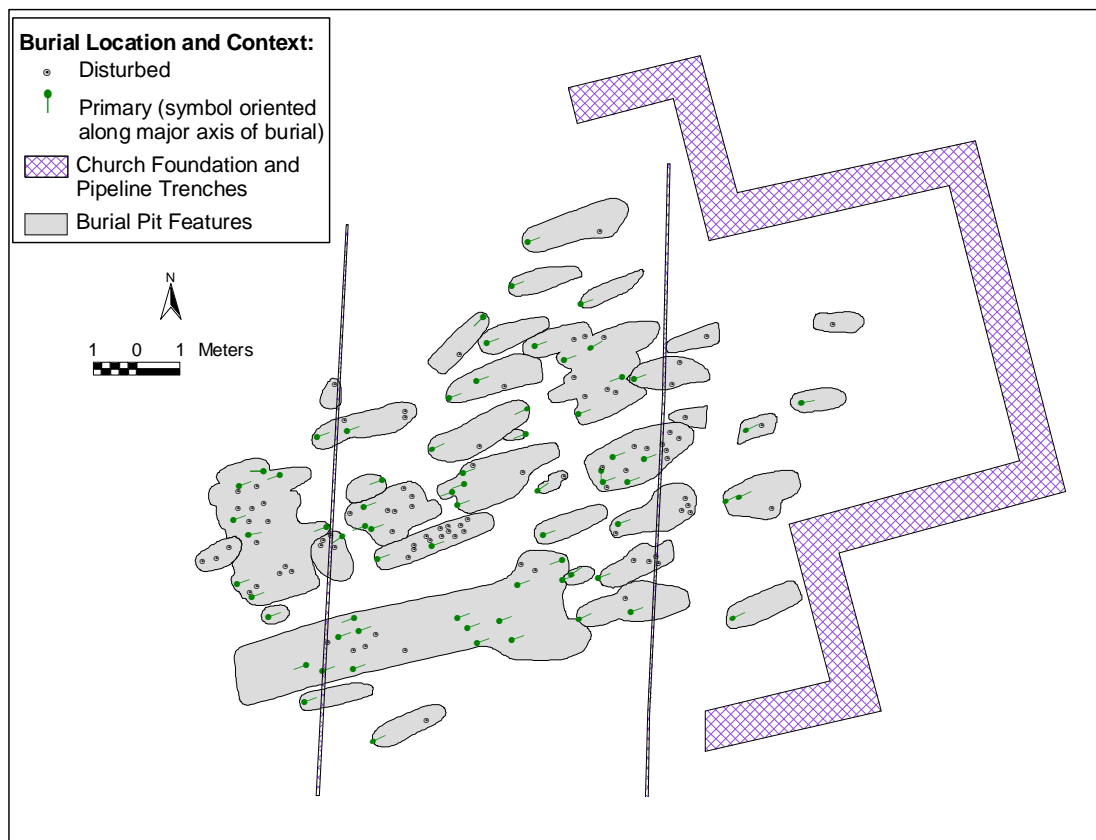 Burial Location and Context:
Disturbed
Primary (symbol oriented
along major axis of burial)
Church Foundation and
Pipeline Trenches
Burial Pit Features
N
1 0 1 Meters